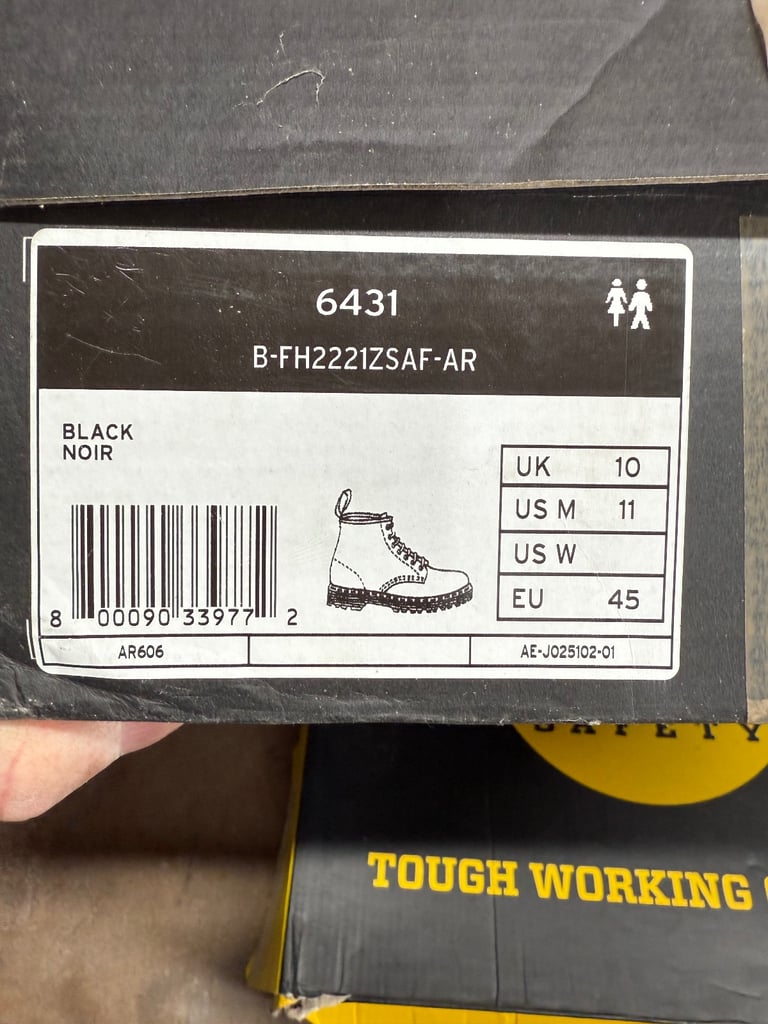 6431
B-FH2221ZSAF-AR
BLACK
NOIR
UK 10
US M 11
US W
EU 45
8 00090 33977 2
AR606
AE-J025102-01
SAFETY
TOUGH WORKING